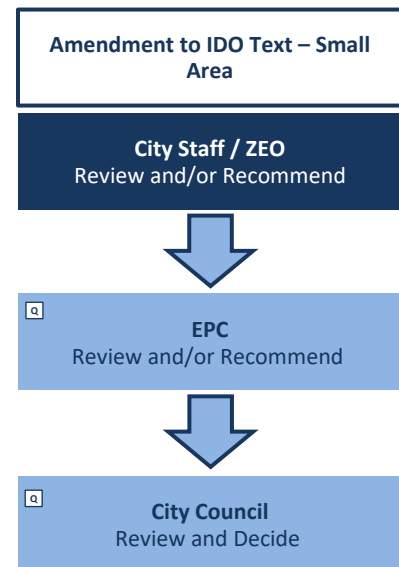 Amendment to IDO Text – Small
Area
City Staff / ZEO
Review and/or Recommend
Q
EPC
Review and/or Recommend
Q
City Council
Review and Decide